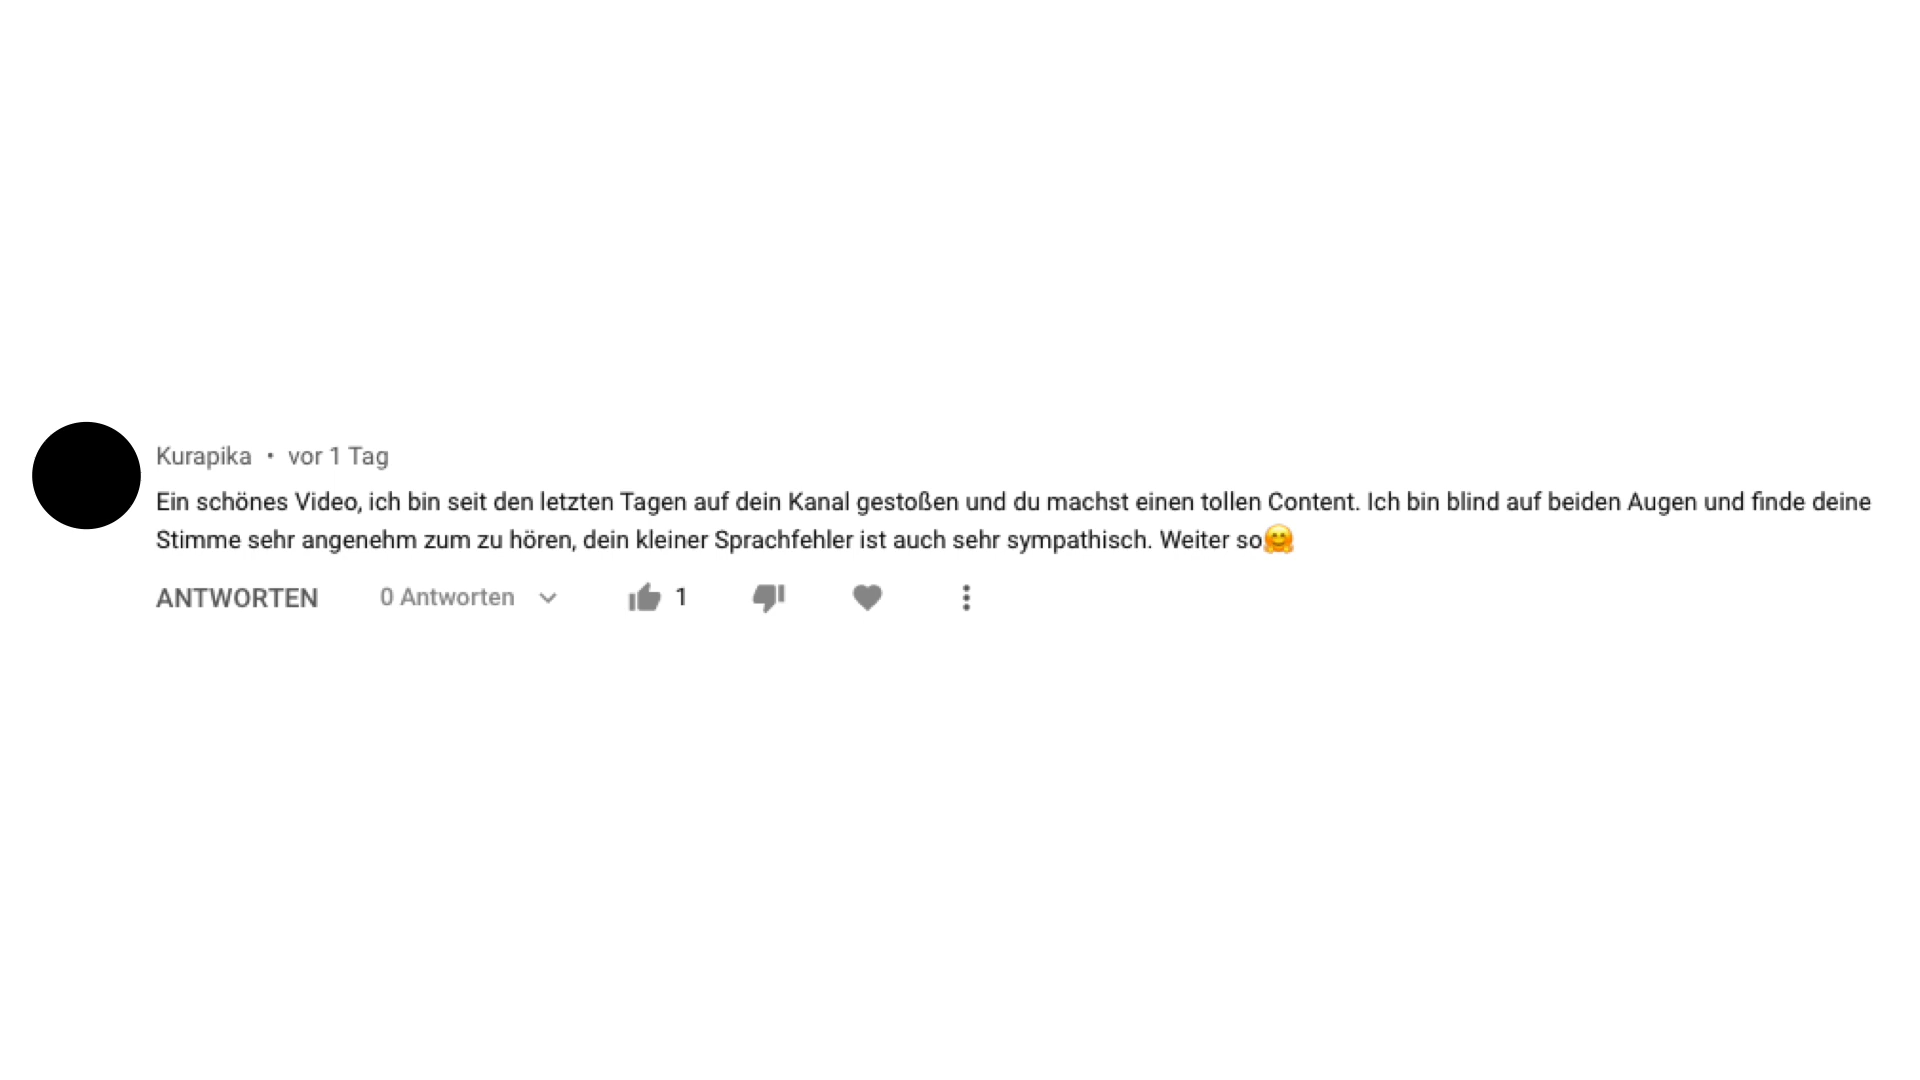 Kurapika • vor 1 Tag
Ein schönes Video, ich bin seit den letzten Tagen auf dein Kanal gestoßen und du machst einen tollen Content. Ich bin blind auf beiden Augen und finde deine
Stimme sehr angenehm zum zu hören, dein kleiner Sprachfehler ist auch sehr sympathisch. Weiter so🤗
ANTWORTEN 0 Antworten 1